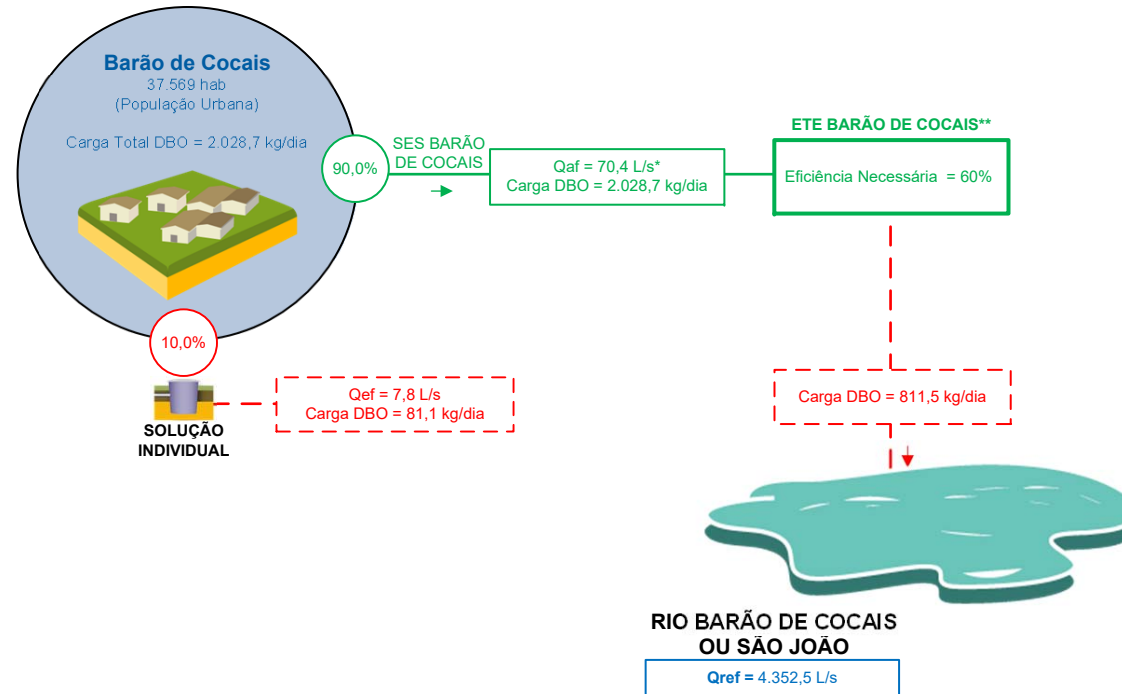 Barão de Cocais
37.569 hab
(População Urbana)
Carga Total DBO = 2.028,7 kg/dia
90,0%
SES BARÃO
DE COCAIS
Qaf = 70,4 L/s*
Carga DBO = 2.028,7 kg/dia
ETE BARÃO DE COCAIS**
Eficiência Necessária = 60%
10,0%
SOLUÇÃO
INDIVIDUAL
Qef = 7,8 L/s
Carga DBO = 81,1 kg/dia
Carga DBO = 811,5 kg/dia
RIO BARÃO DE COCAIS
OU SÃO JOÃO
Qref = 4.352,5 L/s